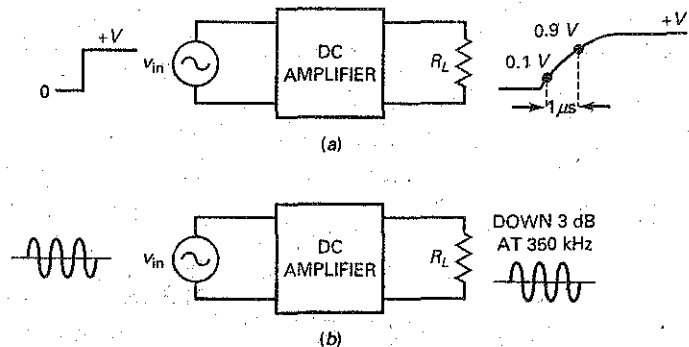 +V
0
v_in
DC
AMPLIFIER
R_L
0.1 V
0.9 V
+V
1 μs
(a)
v_in
DC
AMPLIFIER
R_L
DOWN 3 dB
AT 350 kHz
(b)